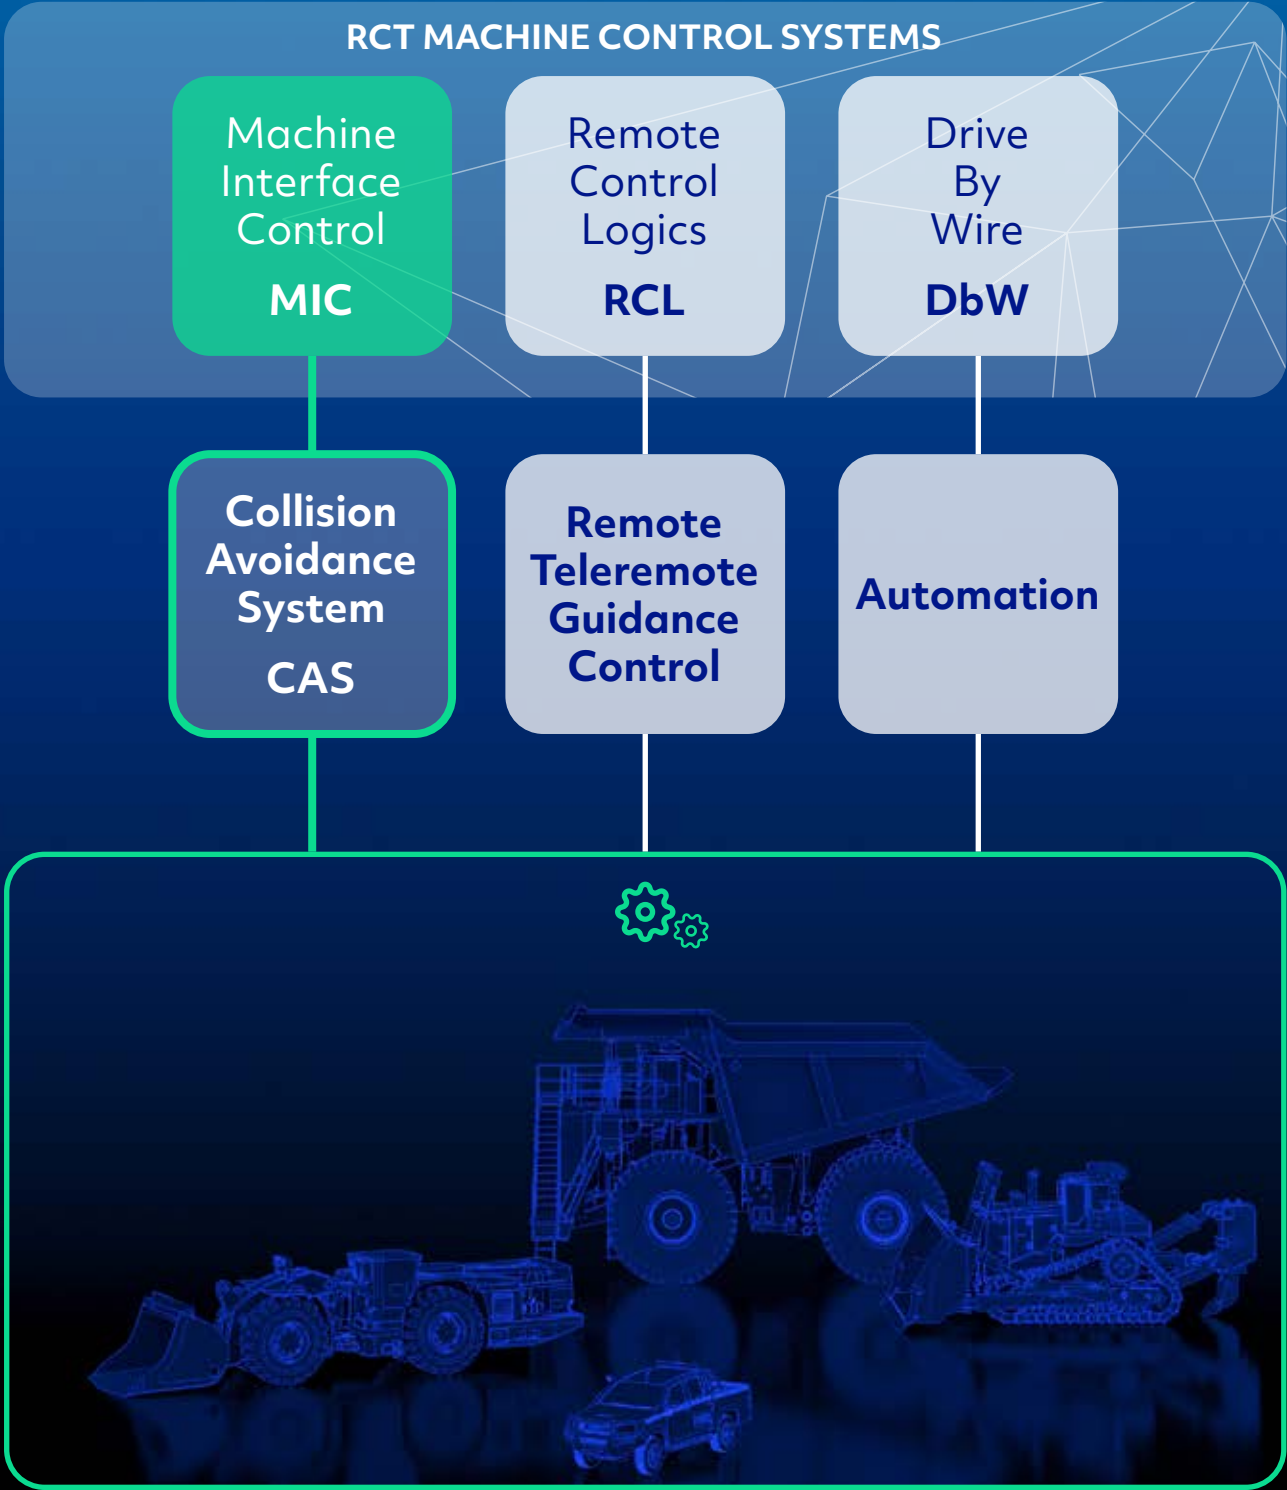 RCT MACHINE CONTROL SYSTEMS
Machine
Interface
Control
MIC
Remote
Control
Logics
RCL
Drive
By
Wire
DbW
Collision
Avoidance
System
CAS
Remote
Teleremote
Guidance
Control
Automation